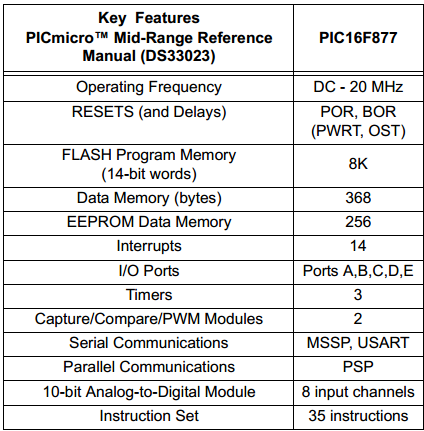 Key Features
PICmicro™ Mid-Range Reference
Manual (DS33023)
PIC16F877
Operating Frequency
DC - 20 MHz
RESETS (and Delays)
POR, BOR
(PWRT, OST)
FLASH Program Memory
(14-bit words)
8K
Data Memory (bytes)
368
EEPROM Data Memory
256
Interrupts
14
I/O Ports
Ports A,B,C,D,E
Timers
3
Capture/Compare/PWM Modules
2
Serial Communications
MSSP, USART
Parallel Communications
PSP
10-bit Analog-to-Digital Module
8 input channels
Instruction Set
35 instructions